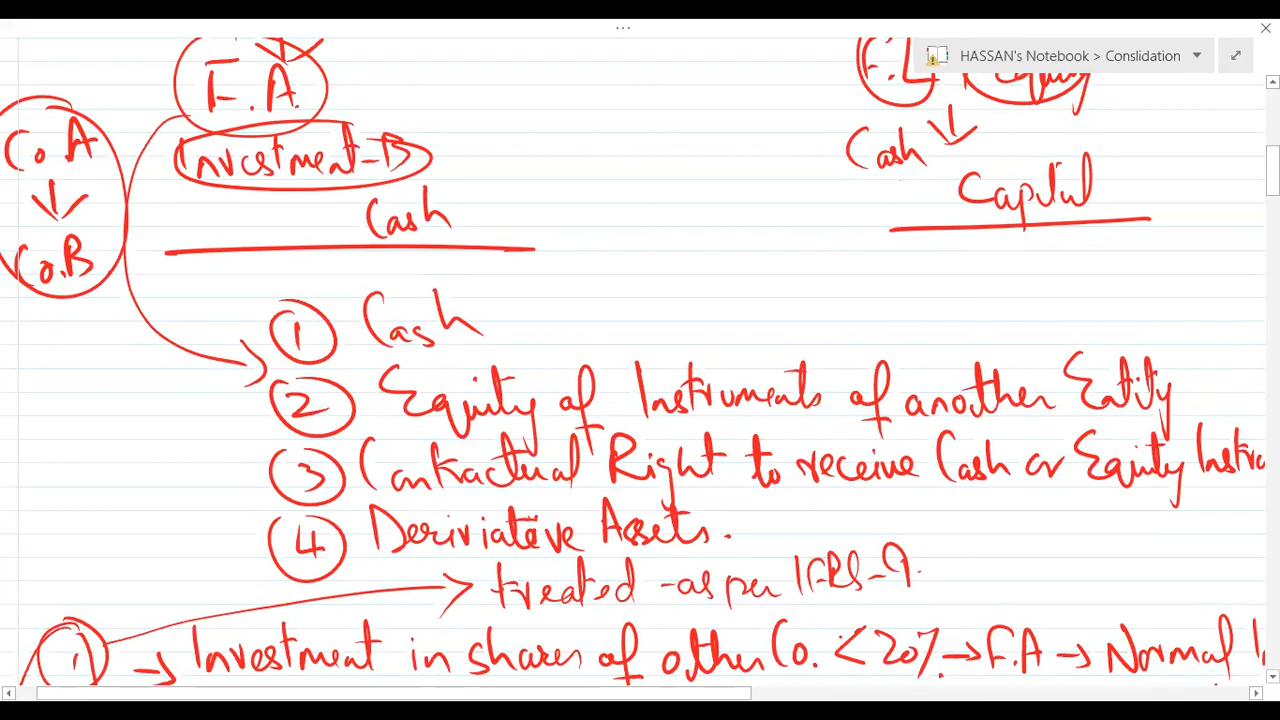 ...
HASSAN's Notebook > Conslidation
F.A.
F.L
Co.A
Investment-B
Cash
Cash
Capital
Co.B
① Cash
② Equity of Instruments of another Entity
③ Contractual Right to receive Cash or Equity Instru
④ Deriviative Assets.
treated -as per IFRS-9.
① → Investment in shares of other Co. < 20% → F.A → Normal I